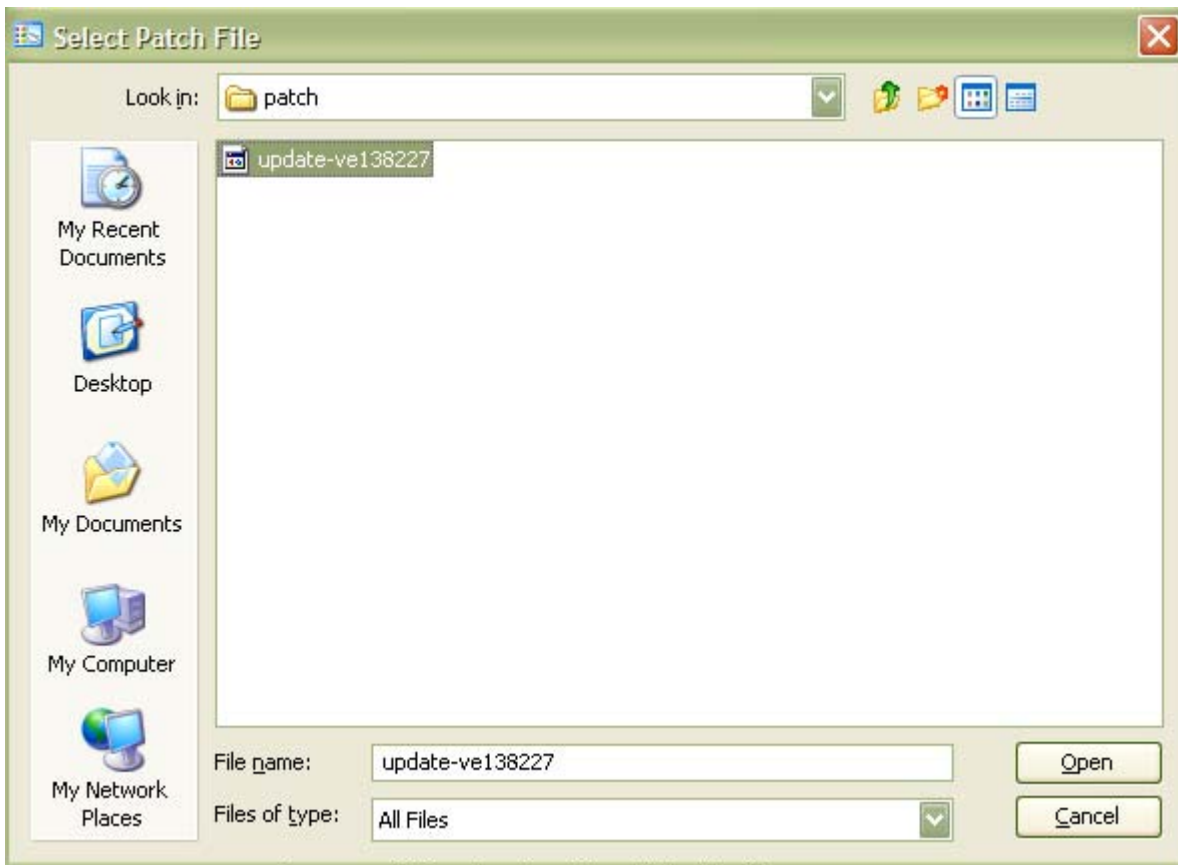 Select Patch File
Look in:
patch
update-ve138227
My Recent
Documents
Desktop
My Documents
My Computer
My Network
Places
File name:
update-ve138227
Open
Files of type:
All Files
Cancel